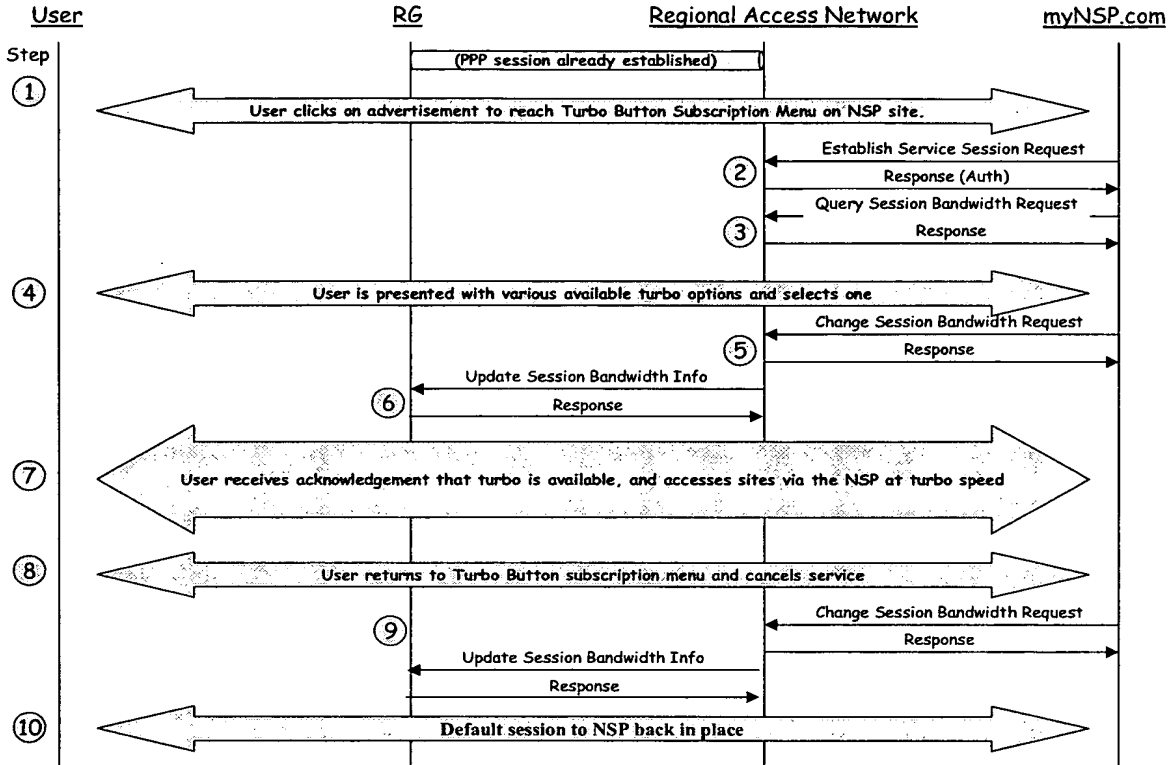 User RG Regional Access Network myNSP.com
Step
(PPP session already established)
1
User clicks on advertisement to reach Turbo Button Subscription Menu on NSP site.
Establish Service Session Request
2
Response (Auth)
Query Session Bandwidth Request
3
Response
4
User is presented with various available turbo options and selects one
Change Session Bandwidth Request
5
Response
Update Session Bandwidth Info
6
Response
7
User receives acknowledgement that turbo is available, and accesses sites via the NSP at turbo speed
8
User returns to Turbo Button subscription menu and cancels service
Change Session Bandwidth Request
9
Response
Update Session Bandwidth Info
Response
10
Default session to NSP back in place